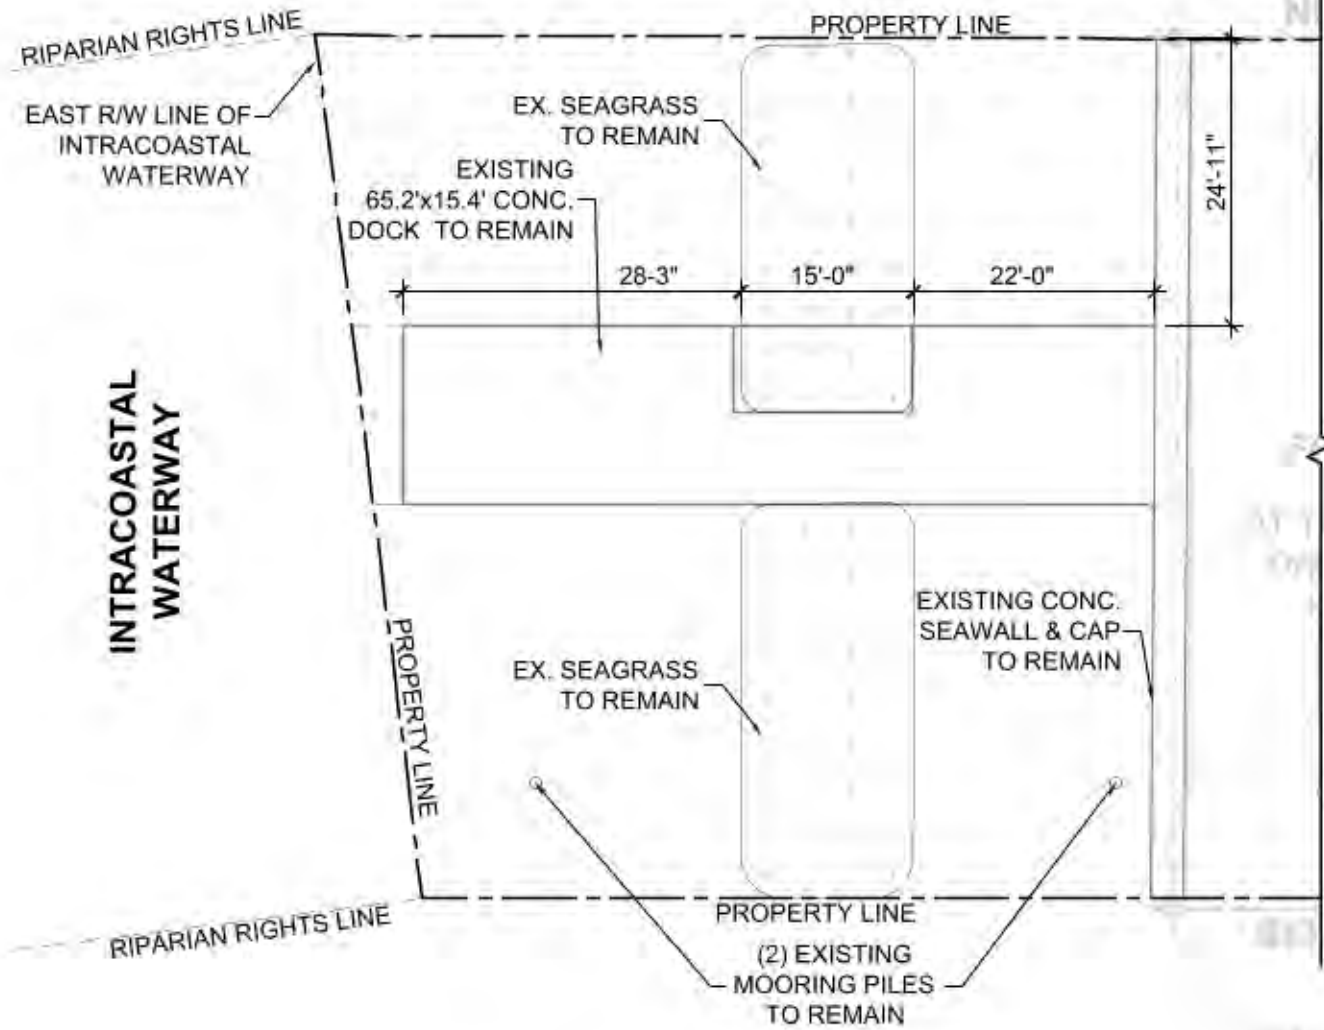 RIPARIAN RIGHTS LINE
PROPERTY LINE
EAST R/W LINE OF
INTRACOASTAL
WATERWAY
EX. SEAGRASS
TO REMAIN
EXISTING
65.2'x15.4' CONC.
DOCK TO REMAIN
24'-11"
28-3"
15'-0"
22'-0"
INTRACOASTAL
WATERWAY
PROPERTY LINE
EXISTING CONC.
SEAWALL & CAP
TO REMAIN
EX. SEAGRASS
TO REMAIN
PROPERTY LINE
RIPARIAN RIGHTS LINE
(2) EXISTING
MOORING PILES
TO REMAIN